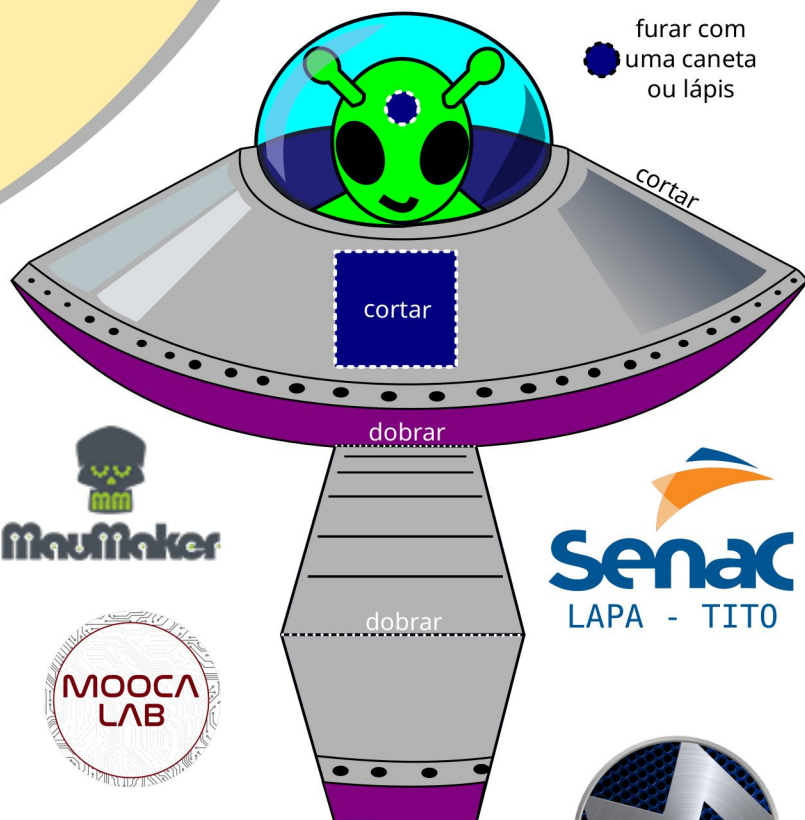 furar com
uma caneta
ou lápis
cortar
cortar
dobrar
MauMaker
Senac
LAPA - TITO
dobrar
MOOCA
LAB